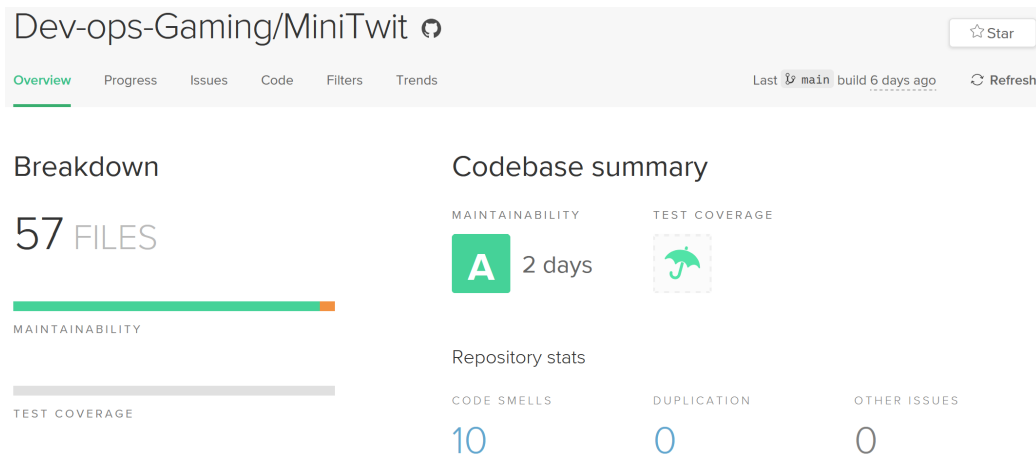 Dev-ops-Gaming/MiniTwit
Star
Overview Progress Issues Code Filters Trends
Last main build 6 days ago Refresh
Breakdown
57 FILES
MAINTAINABILITY
TEST COVERAGE
Codebase summary
MAINTAINABILITY TEST COVERAGE
A 2 days
Repository stats
CODE SMELLS DUPLICATION OTHER ISSUES
10 0 0